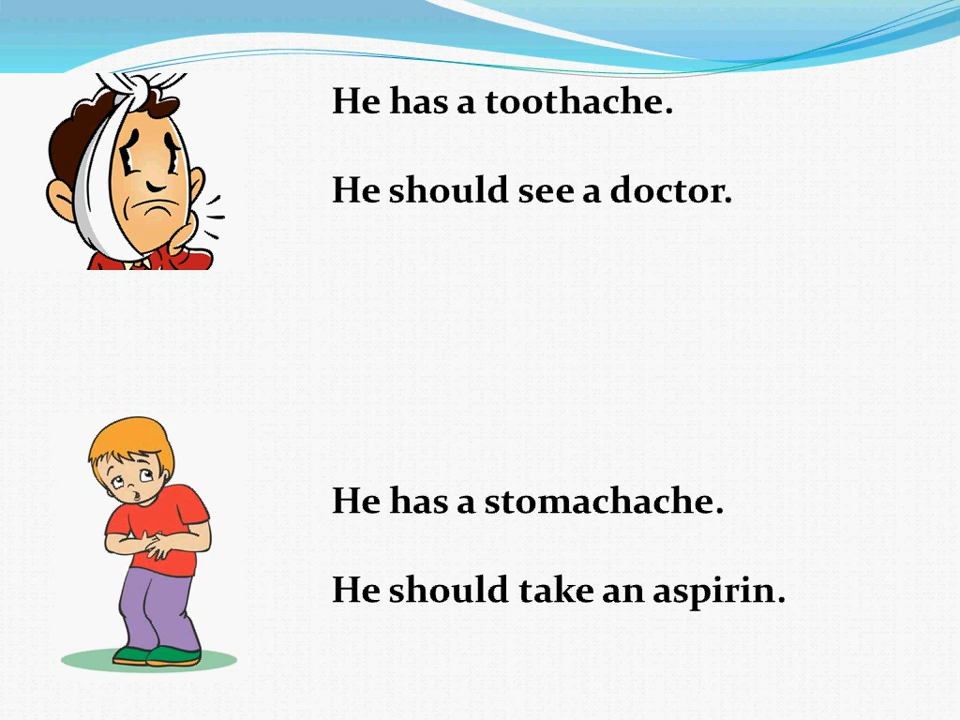 He has a toothache.
He should see a doctor.
He has a stomachache.
He should take an aspirin.